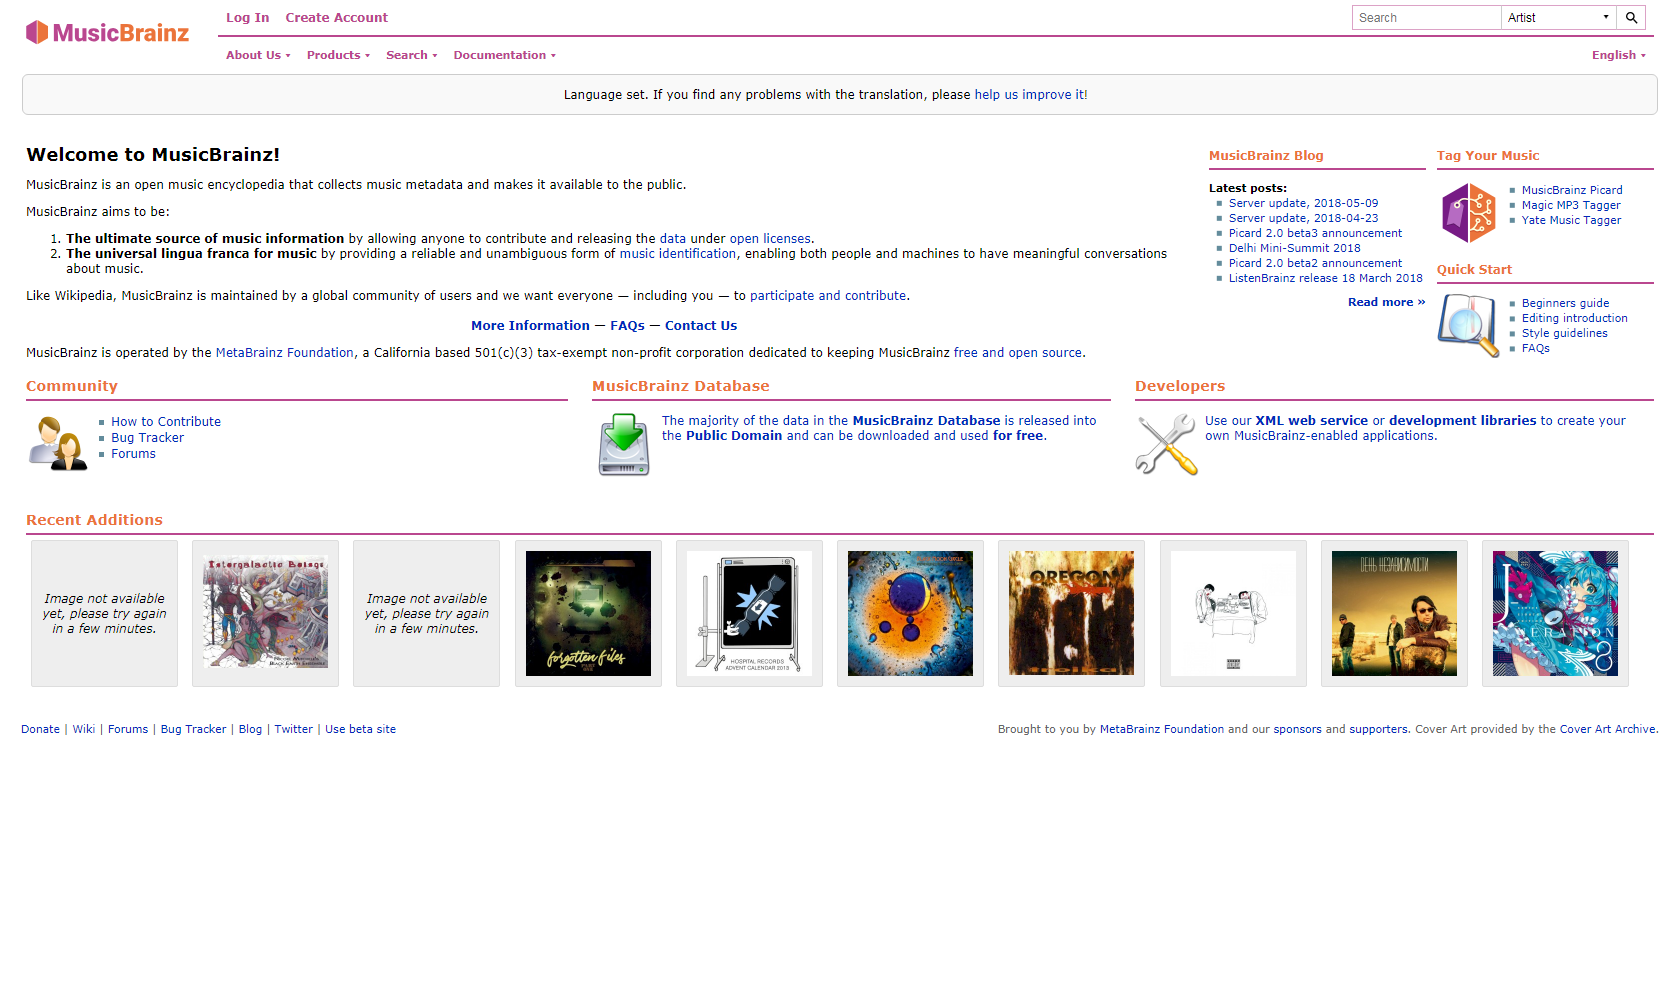 MusicBrainz
Log In Create Account
Search Artist
About Us Products Search Documentation English
Language set. If you find any problems with the translation, please help us improve it!
Welcome to MusicBrainz!
MusicBrainz is an open music encyclopedia that collects music metadata and makes it available to the public.
MusicBrainz aims to be:
1. The ultimate source of music information by allowing anyone to contribute and releasing the data under open licenses.
2. The universal lingua franca for music by providing a reliable and unambiguous form of music identification, enabling both people and machines to have meaningful conversations
about music.
Like Wikipedia, MusicBrainz is maintained by a global community of users and we want everyone — including you — to participate and contribute.
More Information — FAQs — Contact Us
MusicBrainz is operated by the MetaBrainz Foundation, a California based 501(c)(3) tax-exempt non-profit corporation dedicated to keeping MusicBrainz free and open source.
MusicBrainz Blog
Latest posts:
Server update, 2018-05-09
Server update, 2018-04-23
Picard 2.0 beta3 announcement
Delhi Mini-Summit 2018
Picard 2.0 beta2 announcement
ListenBrainz release 18 March 2018
Read more »
Tag Your Music
MusicBrainz Picard
Magic MP3 Tagger
Yate Music Tagger
Quick Start
Beginners guide
Editing introduction
Style guidelines
FAQs
Community
How to Contribute
Bug Tracker
Forums
MusicBrainz Database
The majority of the data in the MusicBrainz Database is released into
the Public Domain and can be downloaded and used for free.
Developers
Use our XML web service or development libraries to create your
own MusicBrainz-enabled applications.
Recent Additions
Image not available
yet, please try again
in a few minutes.
Intergalactic Beings
Black Earth Ensemble
Image not available
yet, please try again
in a few minutes.
forgotten files
HOSPITAL RECORDS
ADVENT CALENDAR 2013
OREGON
ДЕНЬ НЕЗАВИСИМОСТИ
Donate | Wiki | Forums | Bug Tracker | Blog | Twitter | Use beta site
Brought to you by MetaBrainz Foundation and our sponsors and supporters. Cover Art provided by the Cover Art Archive.